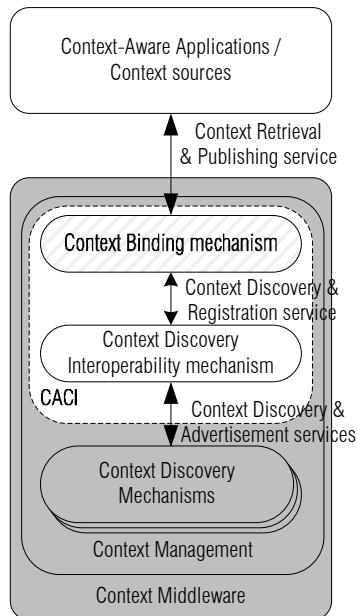 Context-Aware Applications /
Context sources
Context Retrieval
& Publishing service
Context Binding mechanism
Context Discovery &
Registration service
Context Discovery
Interoperability mechanism
CACI
Context Discovery &
Advertisement services
Context Discovery
Mechanisms
Context Management
Context Middleware